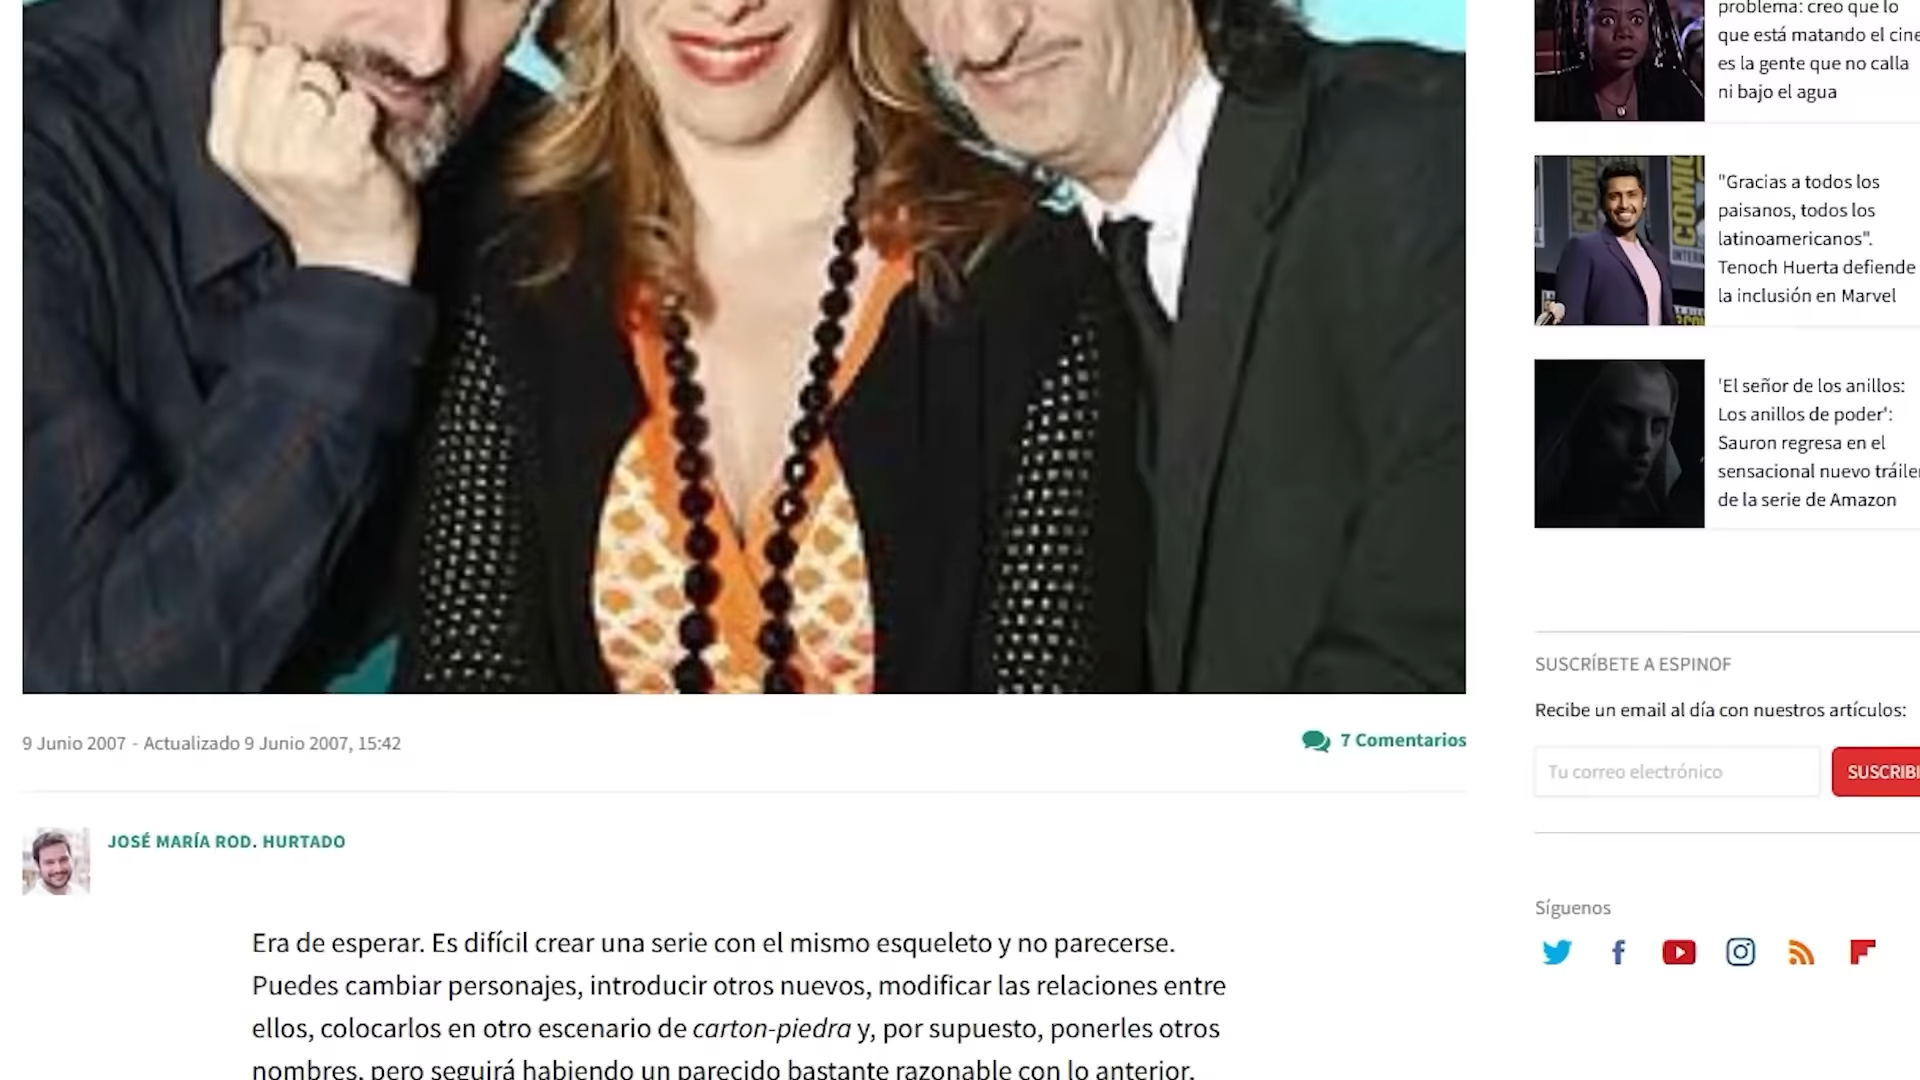 problema: creo que lo
que está matando el cine
es la gente que no calla
ni bajo el agua
"Gracias a todos los
paisanos, todos los
latinoamericanos".
Tenoch Huerta defiende
la inclusión en Marvel
'El señor de los anillos:
Los anillos de poder':
Sauron regresa en el
sensacional nuevo tráiler
de la serie de Amazon
SUSCRÍBETE A ESPINOF
Recibe un email al día con nuestros artículos:
Tu correo electrónico
SUSCRIBI
Síguenos
9 Junio 2007 - Actualizado 9 Junio 2007, 15:42
7 Comentarios
JOSÉ MARÍA ROD. HURTADO
Era de esperar. Es difícil crear una serie con el mismo esqueleto y no parecerse.
Puedes cambiar personajes, introducir otros nuevos, modificar las relaciones entre
ellos, colocarlos en otro escenario de carton-piedra y, por supuesto, ponerles otros
nombres, pero seguirá habiendo un parecido bastante razonable con lo anterior.